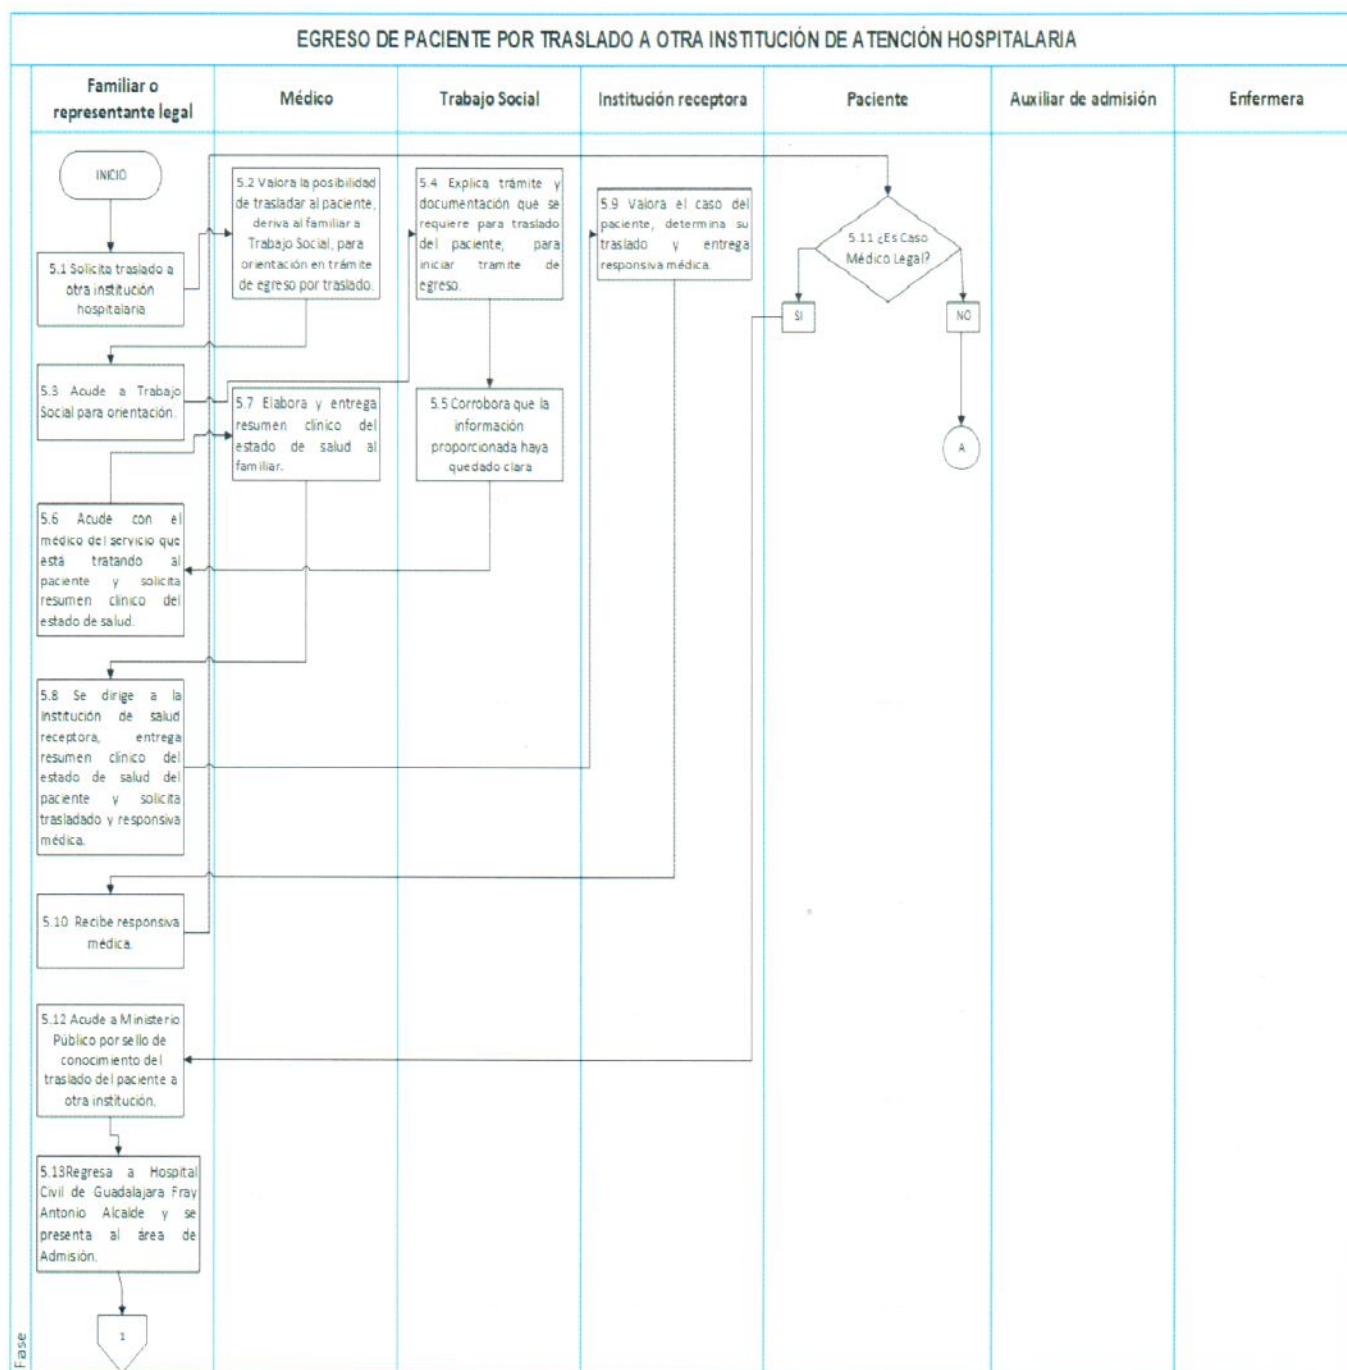 EGRESO DE PACIENTE POR TRASLADO A OTRA INSTITUCIÓN DE ATENCIÓN HOSPITALARIA
Familiar o
representante legal
Médico
Trabajo Social
Institución receptora
Paciente
Auxiliar de admisión
Enfermera
INICIO
5.1 Solicita traslado a
otra institución
hospitalaria
5.2 Valora la posibilidad
de trasladar al paciente,
deriva al familiar a
Trabajo Social, para
orientación en trámite
de egreso por traslado.
5.3 Acude a Trabajo
Social para orientación.
5.4 Explica trámite y
documentación que se
requiere para traslado
del paciente, para
iniciar tramite de
egreso.
5.5 Corrobora que la
información
proporcionada haya
quedado clara
5.6 Acude con el
médico del servicio que
está tratando al
paciente y solicita
resumen clínico del
estado de salud.
5.7 Elabora y entrega
resumen clínico del
estado de salud al
familiar.
5.8 Se dirige a la
institución de salud
receptora, entrega
resumen clínico del
estado de salud del
paciente y solicita
trasladado y responsiva
médica.
5.9 Valora el caso del
paciente, determina su
traslado y entrega
responsiva médica.
5.10 Recibe responsiva
médica.
5.11 ¿Es Caso
Médico Legal?
SI
NO
A
5.12 Acude a Ministerio
Público por sello de
conocimiento del
traslado del paciente a
otra institución.
5.13Regresa a Hospital
Civil de Guadalajara Fray
Antonio Alcalde y se
presenta al área de
Admisión.
1
Fase